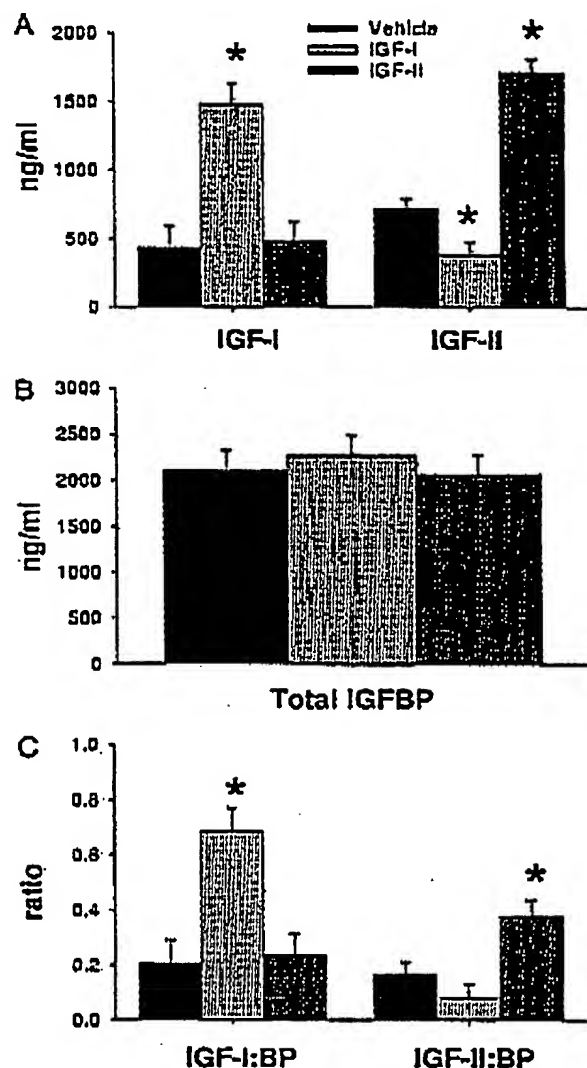 A
2000
1500
1000
500
0
ng/ml
* * *
Vehicle
IGF-I
IGF-II
IGF-I IGF-II
B
3000
2500
2000
1500
1000
500
0
ng/ml
Total IGFBP
C
1.0
0.8
0.6
0.4
0.2
0.0
ratio
* *
IGF-I:BP IGF-II:BP